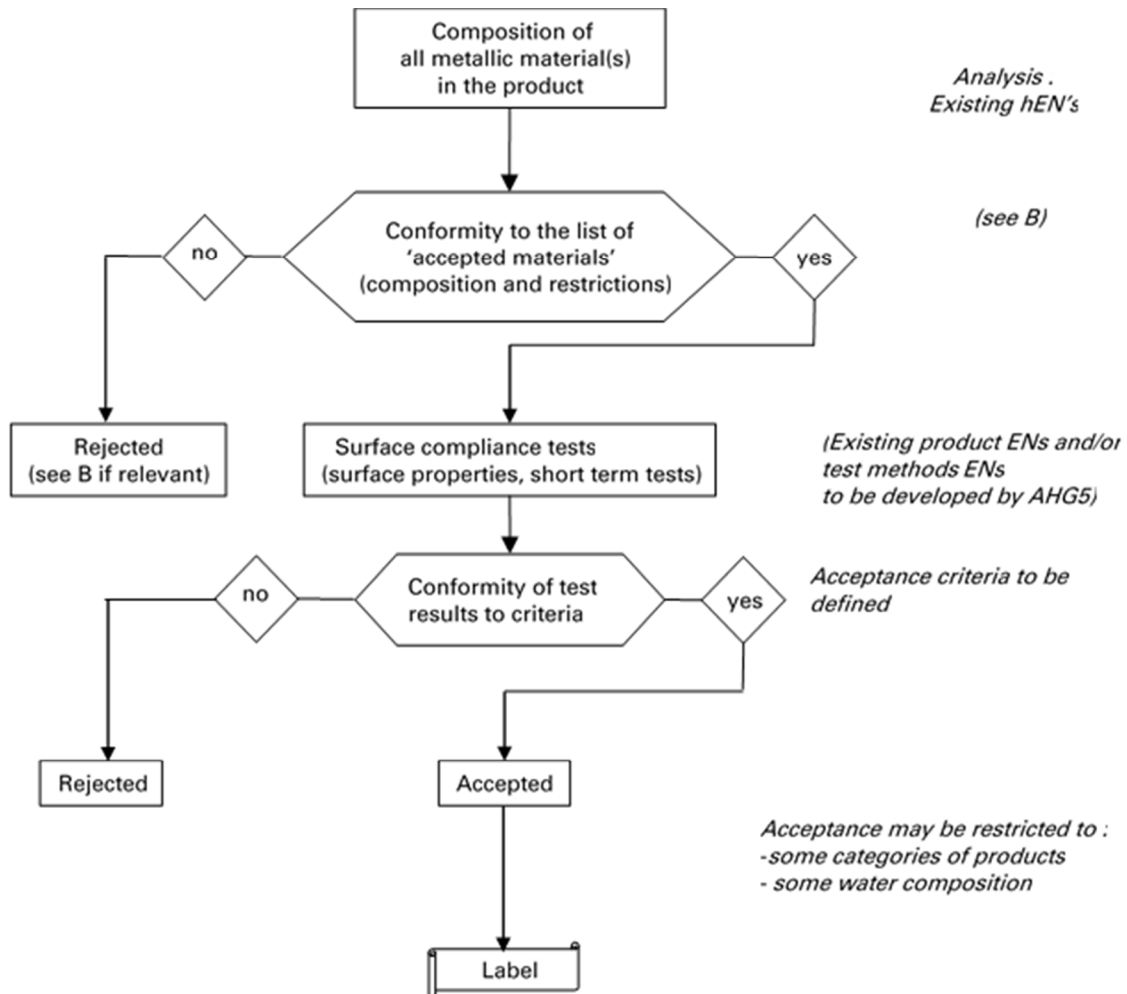 Composition of
all metallic material(s)
in the product
Analysis .
Existing hEN's
(see B)
no
Conformity to the list of
'accepted materials'
(composition and restrictions)
yes
Rejected
(see B if relevant)
Surface compliance tests
(surface properties, short term tests)
(Existing product ENs and/or
test methods ENs
to be developed by AHG5)
no
Conformity of test
results to criteria
yes
Acceptance criteria to be
defined
Rejected
Accepted
Acceptance may be restricted to :
-some categories of products
- some water composition
Label